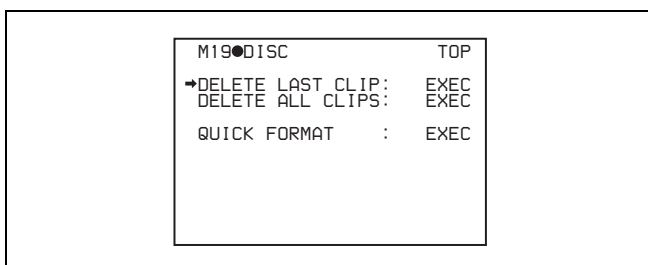 M19●DISC TOP
➡DELETE LAST CLIP: EXEC
DELETE ALL CLIPS: EXEC
QUICK FORMAT : EXEC